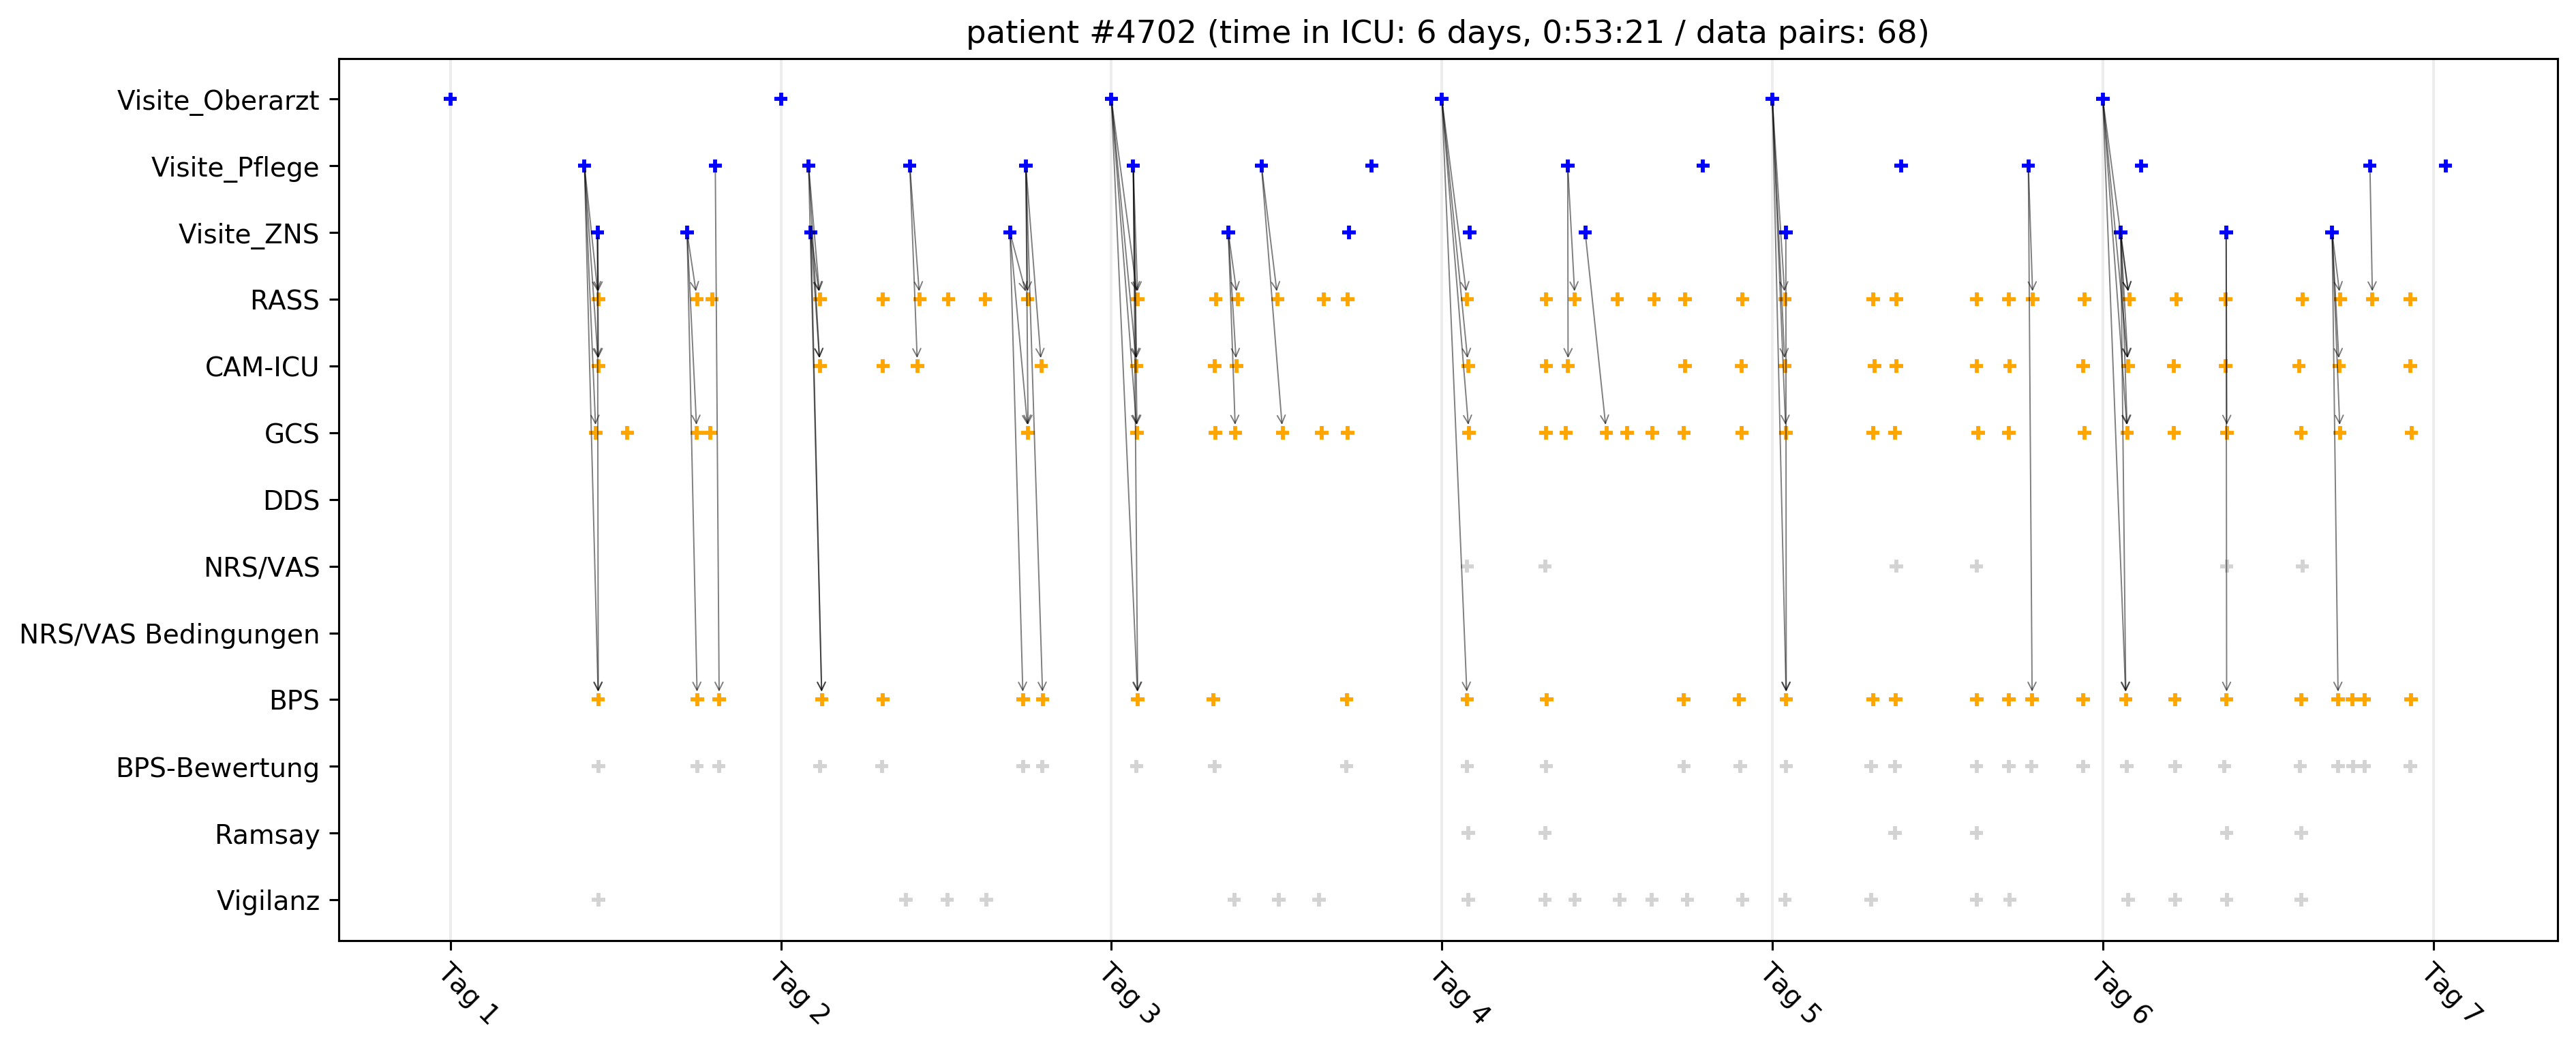 patient #4702 (time in ICU: 6 days, 0:53:21 / data pairs: 68)
Visite_Oberarzt
Visite_Pflege
Visite_ZNS
RASS
CAM-ICU
GCS
DDS
NRS/VAS
NRS/VAS Bedingungen
BPS
BPS-Bewertung
Ramsay
Vigilanz
Tag 1
Tag 2
Tag 3
Tag 4
Tag 5
Tag 6
Tag 7